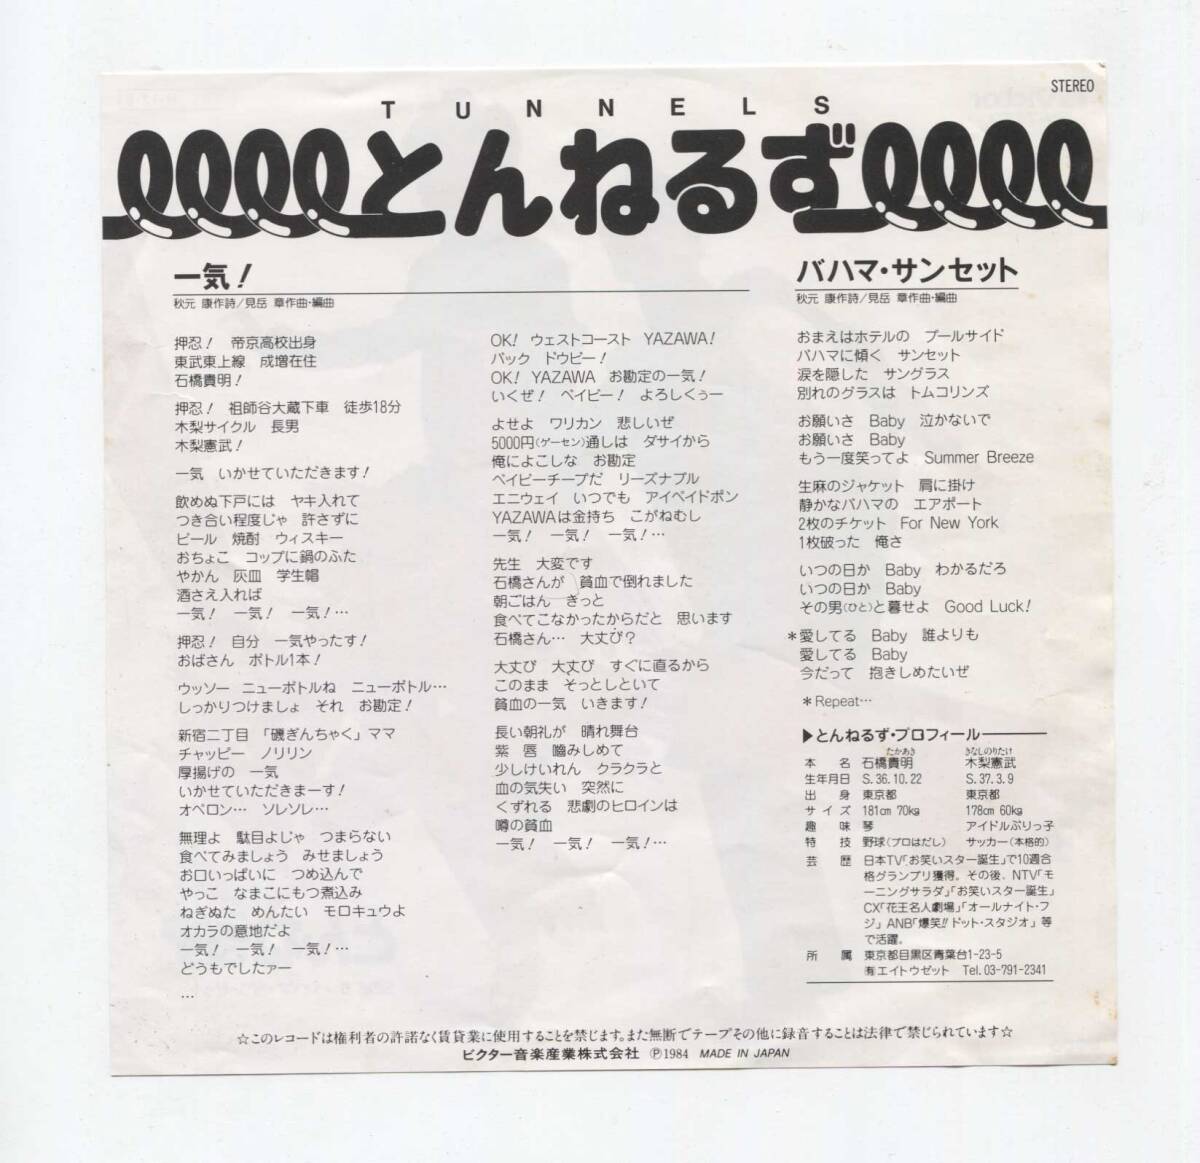 STEREO
TUNNELS
とんねるず
一気！
秋元 康作詩／見岳 章作曲・編曲
押忍！ 帝京高校出身
東武東上線 成増在住
石橋貴明！
押忍！ 祖師谷大蔵下車 徒歩18分
木梨サイクル 長男
木梨憲武！
一気 いかせていただきます！
飲めぬ下戸には ヤキ入れて
つき合い程度じゃ 許さずに
ビール 焼酎 ウィスキー
おちょこ コップに鍋のふた
やかん 灰皿 学生帽
酒さえ入れば
一気！ 一気！ 一気！…
押忍！ 自分 一気やったす！
おばさん ボトル1本！
ウッソー ニューボトルね ニューボトル…
しっかりつけましょ それ お勘定！
新宿二丁目 「磯ぎんちゃく」ママ
チャッピー ノリリン
厚揚げの 一気
いかせていただきまーす！
オペロン… ソレソレ…
無理よ 駄目よじゃ つまらない
食べてみましょう みせましょう
お口いっぱいに つめ込んで
やっこ なまこにもつ煮込み
ねぎぬた めんたい モロキュウよ
オカラの意地だよ
一気！ 一気！ 一気！…
どうもでしたァー
…
OK！ ウェストコースト YAZAWA！
バック ドゥビー！
OK！ YAZAWA お勘定の一気！
いくぜ！ ベイビー！ よろしくぅー
よせよ ワリカン 悲しいぜ
5000円（ゲーセン）通しは ダサイから
俺によこしな お勘定
ベイビーチープだ リーズナブル
エニウェイ いつでも アイペイドボン
YAZAWAは金持ち こがねむし
一気！ 一気！ 一気！…
先生 大変です
石橋さんが 貧血で倒れました
朝ごはん きっと
食べてこなかったからだと 思います
石橋さん… 大丈び？
大丈び 大丈び すぐに直るから
このまま そっとしといて
貧血の一気 いきます！
長い朝礼が 晴れ舞台
紫 唇 噛みしめて
少しけいれん クラクラと
血の気失い 突然に
くずれる 悲劇のヒロインは
噂の貧血
一気！ 一気！ 一気！…
バハマ・サンセット
秋元 康作詩／見岳 章作曲・編曲
おまえはホテルの プールサイド
バハマに傾く サンセット
涙を隠した サングラス
別れのグラスは トムコリンズ
お願いさ Baby 泣かないで
お願いさ Baby
もう一度笑ってよ Summer Breeze
生麻のジャケット 肩に掛け
静かなバハマの エアポート
2枚のチケット For New York
1枚破った 俺さ
いつの日か Baby わかるだろ
いつの日か Baby
その男（ひと）と暮せよ Good Luck！
＊愛してる Baby 誰よりも
愛してる Baby
今だって 抱きしめたいぜ
＊Repeat…
▶とんねるず・プロフィール
たかあき きなしのりたけ
本名 石橋貴明 木梨憲武
生年月日 S.36.10.22 S.37.3.9
出身 東京都 東京都
サイズ 181cm 70kg 178cm 60kg
趣味 琴 アイドルぶりっ子
特技 野球（プロはだし） サッカー（本格的）
芸歴 日本TV「お笑いスター誕生」で10週合
格グランプリ獲得。その後、NTV「モ
ーニングサラダ」「お笑いスター誕生」
CX「花王名人劇場」「オールナイト・フ
ジ」ANB「爆笑!!ドット・スタジオ」等
で活躍。
所属 東京都目黒区青葉台1-23-5
㈲エイトウゼット Tel. 03-791-2341
☆このレコードは権利者の許諾なく賃貸業に使用することを禁じます。また無断でテープその他に録音することは法律で禁じられています☆
ビクター音楽産業株式会社 ℗1984 MADE IN JAPAN